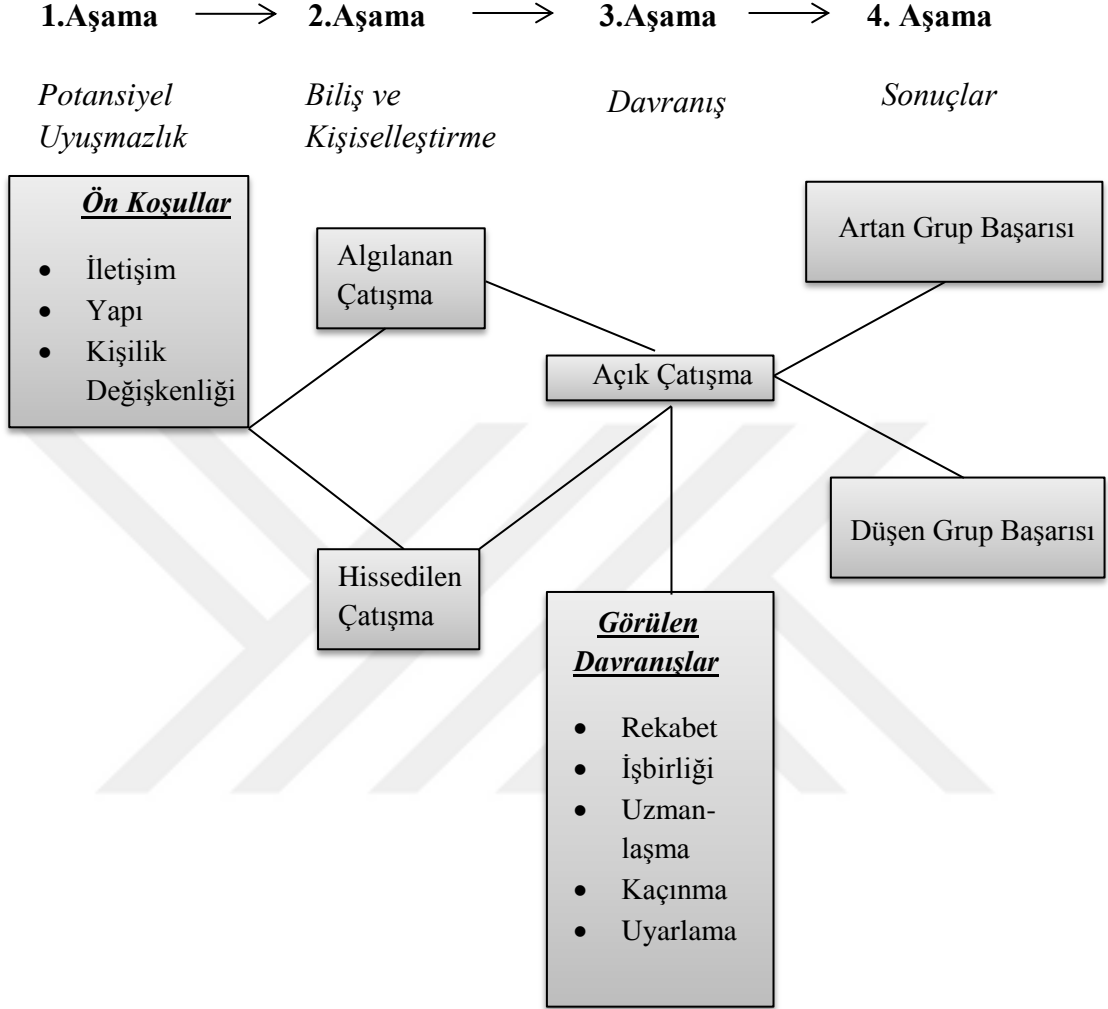 1.Aşama → 2.Aşama → 3.Aşama → 4. Aşama
Potansiyel
Uyuşmazlık
Biliş ve
Kişiselleştirme
Davranış
Sonuçlar
Ön Koşullar
• İletişim
• Yapı
• Kişilik
Değişkenliği
Algılanan
Çatışma
Hissedilen
Çatışma
Açık Çatışma
Görülen
Davranışlar
• Rekabet
• İşbirliği
• Uzman-
laşma
• Kaçınma
• Uyarlama
Artan Grup Başarısı
Düşen Grup Başarısı